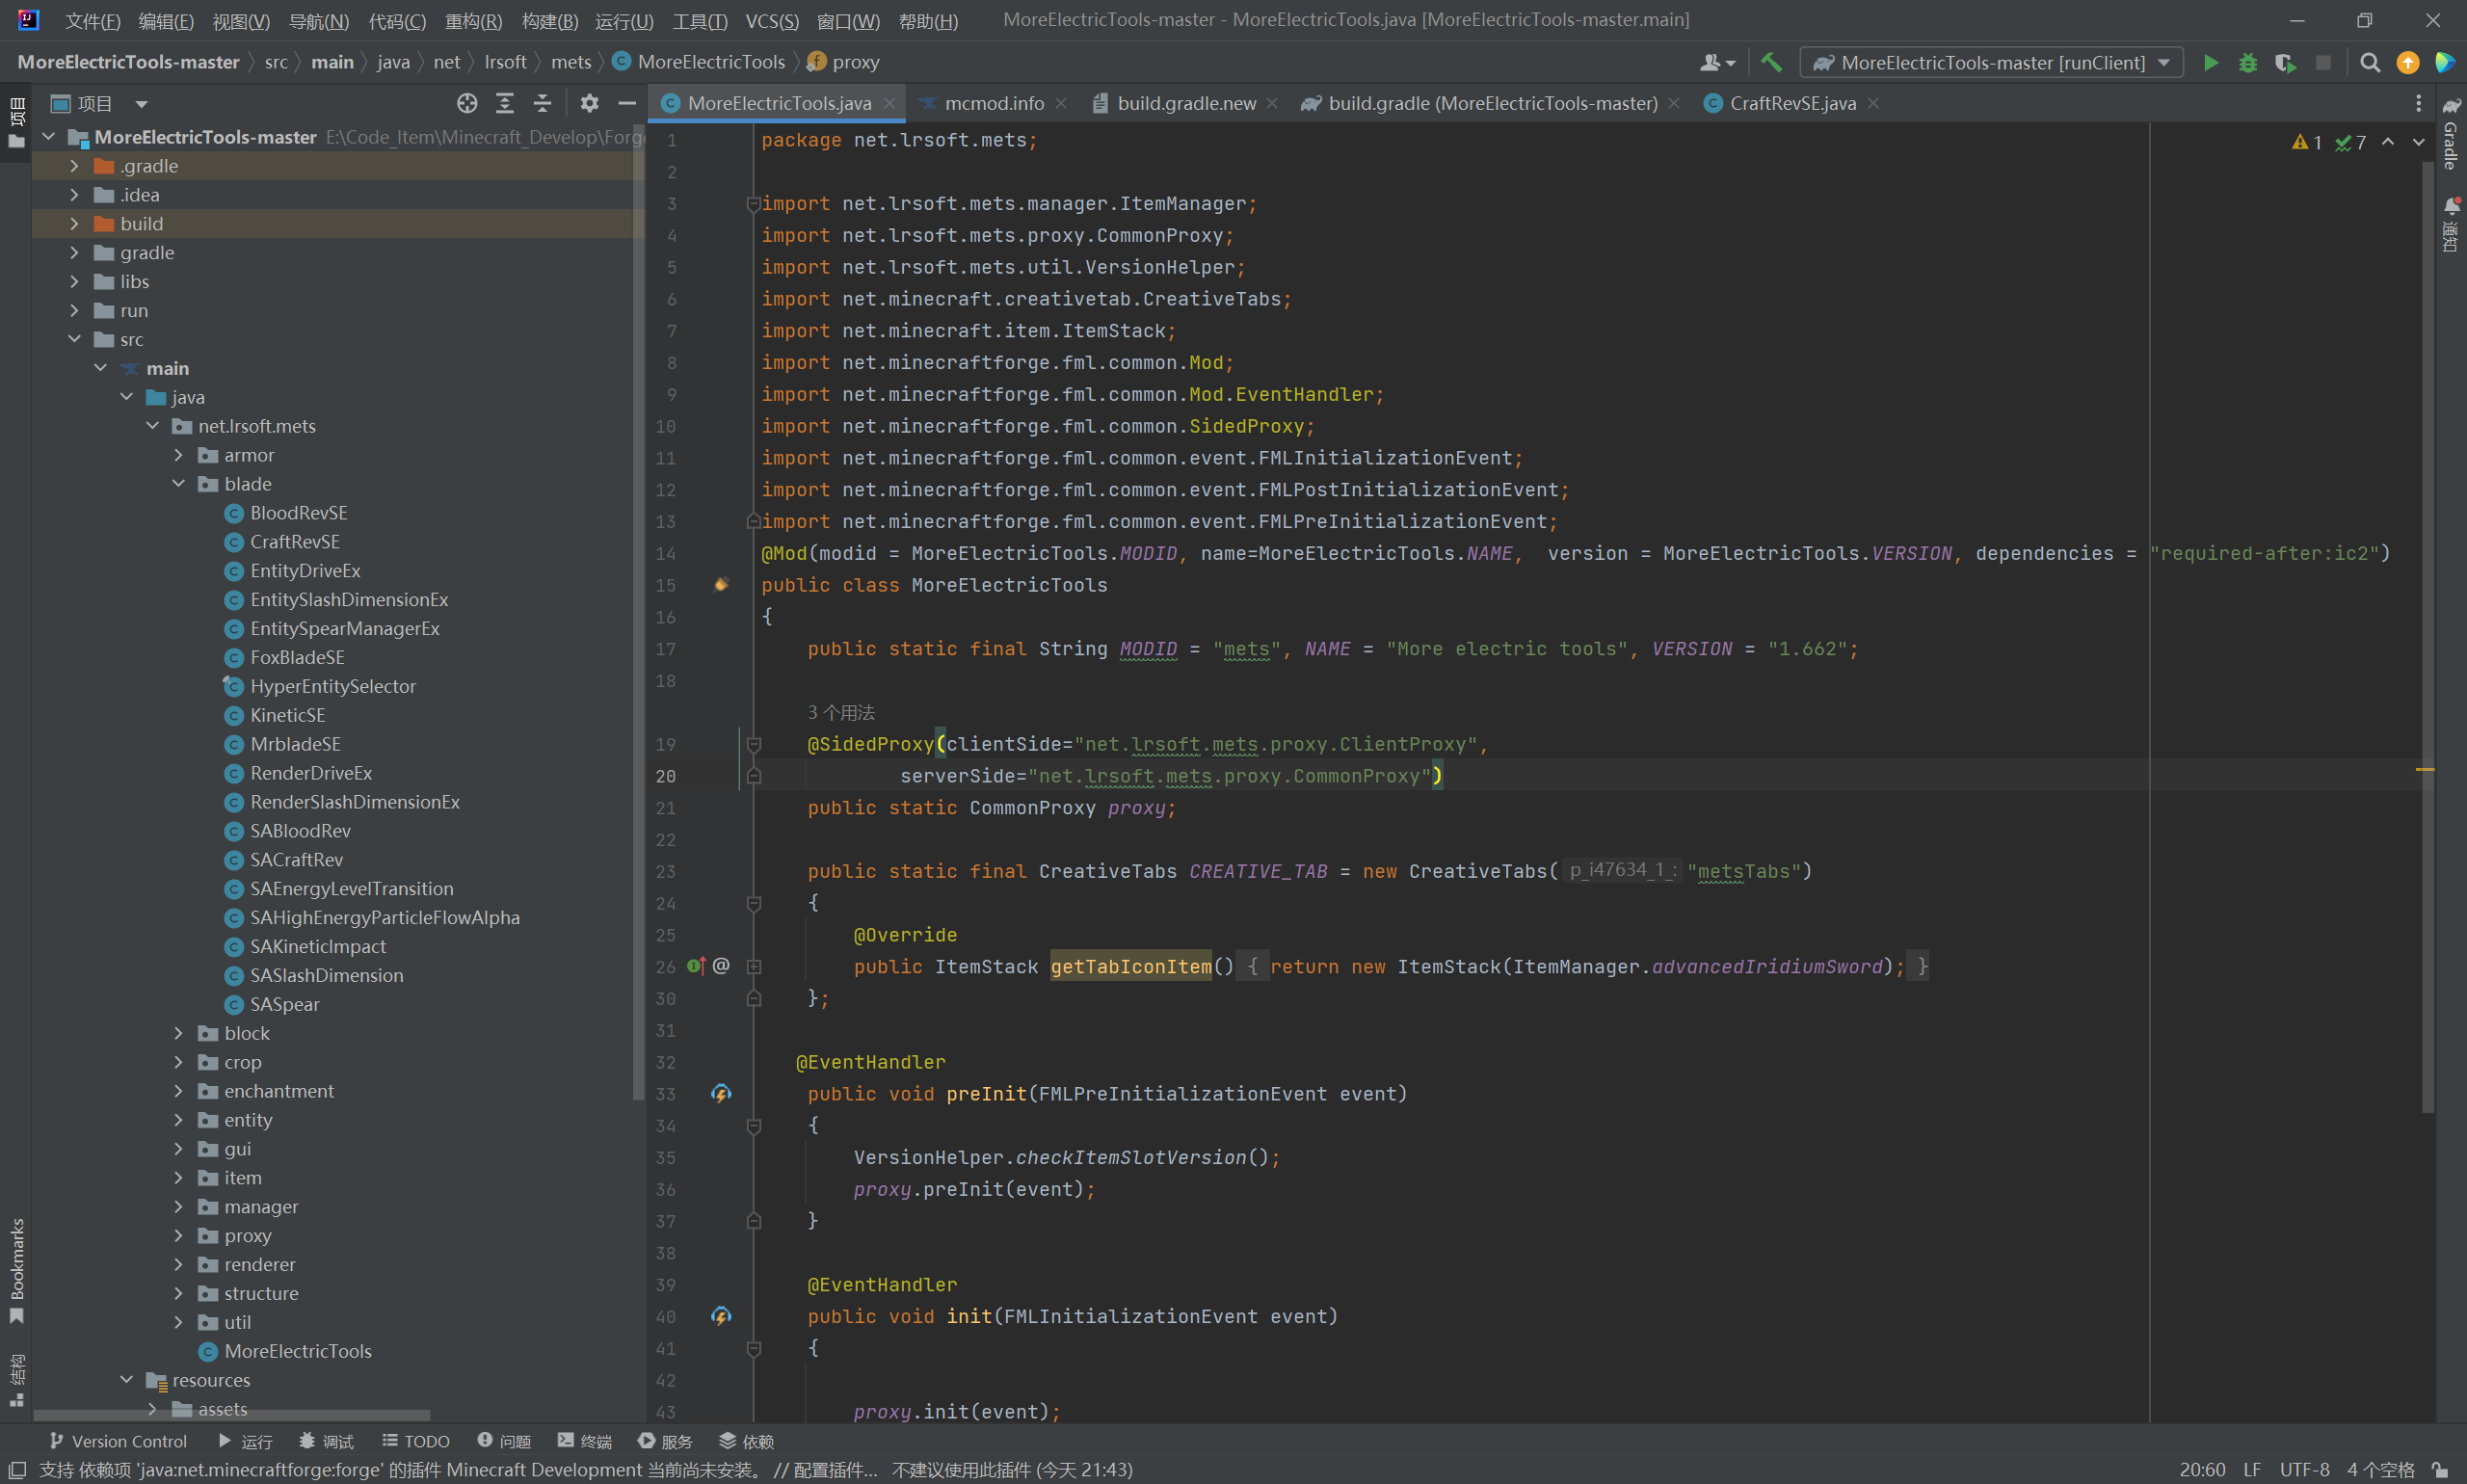 文件(F) 编辑(E) 视图(V) 导航(N) 代码(C) 重构(R) 构建(B) 运行(U) 工具(T) VCS(S) 窗口(W) 帮助(H) MoreElectricTools-master - MoreElectricTools.java [MoreElectricTools-master.main]
MoreElectricTools-master src main java net lrsoft mets MoreElectricTools proxy
MoreElectricTools-master [runClient]
项目
MoreElectricTools.java mcmod.info build.gradle.new build.gradle (MoreElectricTools-master) CraftRevSE.java
项目
Bookmarks
结构
Gradle
通知
MoreElectricTools-master E:\Code_Item\Minecraft_Develop\Forge
.gradle
.idea
build
gradle
libs
run
src
main
java
net.lrsoft.mets
armor
blade
BloodRevSE
CraftRevSE
EntityDriveEx
EntitySlashDimensionEx
EntitySpearManagerEx
FoxBladeSE
HyperEntitySelector
KineticSE
MrbladeSE
RenderDriveEx
RenderSlashDimensionEx
SABloodRev
SACraftRev
SAEnergyLevelTransition
SAHighEnergyParticleFlowAlpha
SAKineticImpact
SASlashDimension
SASpear
block
crop
enchantment
entity
gui
item
manager
proxy
renderer
structure
util
MoreElectricTools
resources
assets
1 7
1 package net.lrsoft.mets;
2
3 import net.lrsoft.mets.manager.ItemManager;
4 import net.lrsoft.mets.proxy.CommonProxy;
5 import net.lrsoft.mets.util.VersionHelper;
6 import net.minecraft.creativetab.CreativeTabs;
7 import net.minecraft.item.ItemStack;
8 import net.minecraftforge.fml.common.Mod;
9 import net.minecraftforge.fml.common.Mod.EventHandler;
10 import net.minecraftforge.fml.common.SidedProxy;
11 import net.minecraftforge.fml.common.event.FMLInitializationEvent;
12 import net.minecraftforge.fml.common.event.FMLPostInitializationEvent;
13 import net.minecraftforge.fml.common.event.FMLPreInitializationEvent;
14 @Mod(modid = MoreElectricTools.MODID, name=MoreElectricTools.NAME,  version = MoreElectricTools.VERSION, dependencies = "required-after:ic2")
15 public class MoreElectricTools
16 {
17 public static final String MODID = "mets", NAME = "More electric tools", VERSION = "1.662";
18
3 个用法
19 @SidedProxy(clientSide="net.lrsoft.mets.proxy.ClientProxy",
20 serverSide="net.lrsoft.mets.proxy.CommonProxy")
21 public static CommonProxy proxy;
22
23 public static final CreativeTabs CREATIVE_TAB = new CreativeTabs( p_i47634_1_: "metsTabs")
24 {
25 @Override
26 @ public ItemStack getTabIconItem() { return new ItemStack(ItemManager.advancedIridiumSword); }
30 };
31
32 @EventHandler
33 public void preInit(FMLPreInitializationEvent event)
34 {
35 VersionHelper.checkItemSlotVersion();
36 proxy.preInit(event);
37 }
38
39 @EventHandler
40 public void init(FMLInitializationEvent event)
41 {
42
43 proxy.init(event);
Version Control 运行 调试 TODO 问题 终端 服务 依赖
支持 依赖项 'java:net.minecraftforge:forge' 的插件 Minecraft Development 当前尚未安装。 // 配置插件... 不建议使用此插件 (今天 21:43) 20:60 LF UTF-8 4 个空格